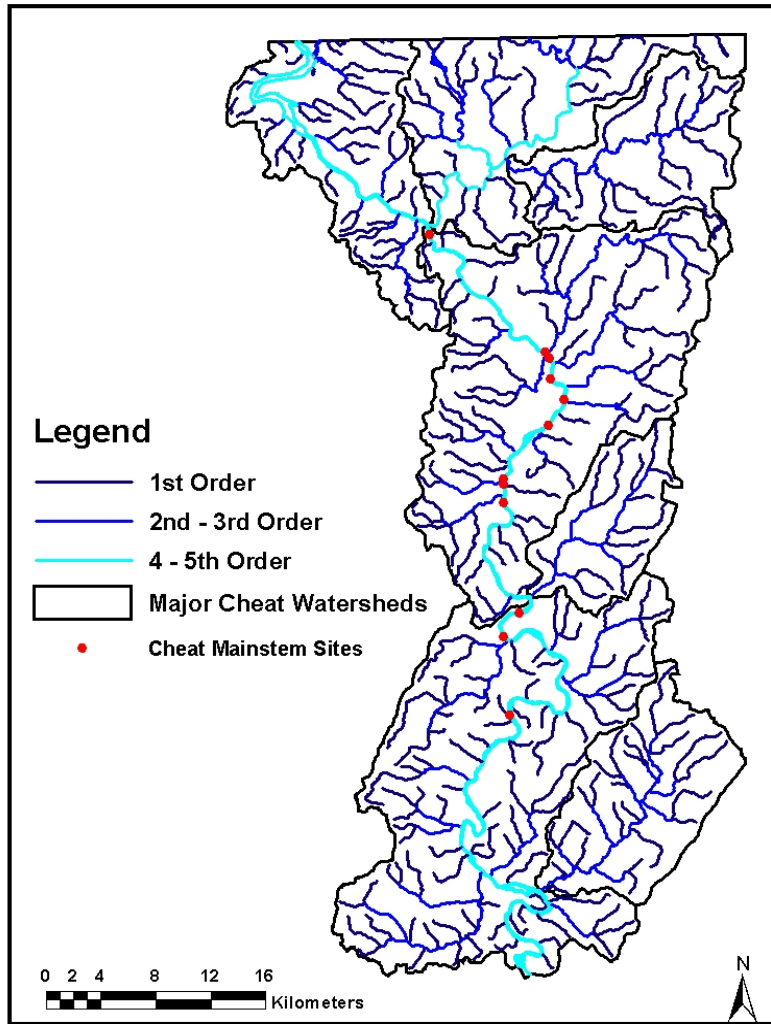 Legend
1st Order
2nd - 3rd Order
4 - 5th Order
Major Cheat Watersheds
Cheat Mainstem Sites
0 2 4 8 12 16
Kilometers
N